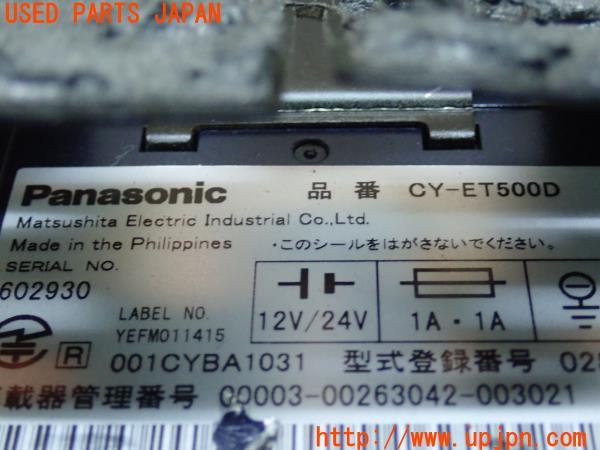 USED PARTS JAPAN
Panasonic 品番 CY-ET500D
Matsushita Electric Industrial Co.,Ltd.
Made in the Philippines ・このシールをはがさないでください。
SERIAL NO.
602930
LABEL NO.
YEFM011415
12V/24V 1A・1A
R 001CYBA1031 型式登録番号 02
載器管理番号 00003-00263042-003021
UPJ http://www.upjpn.com